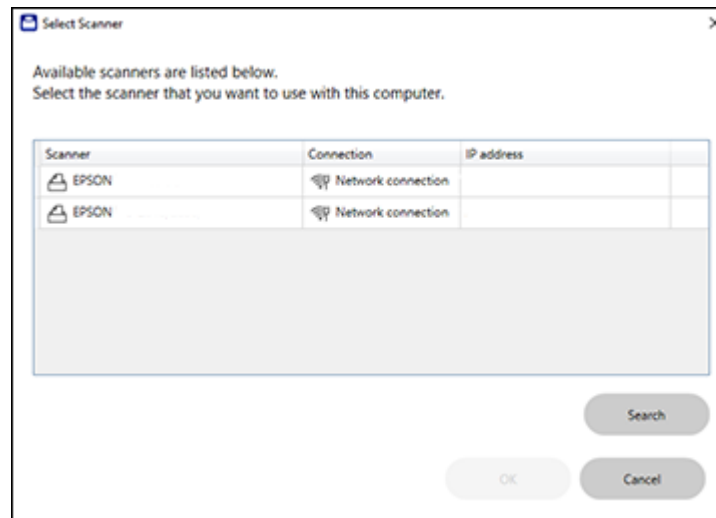 Select Scanner
Available scanners are listed below.
Select the scanner that you want to use with this computer.
Scanner Connection IP address
EPSON Network connection
EPSON Network connection
Search
OK Cancel